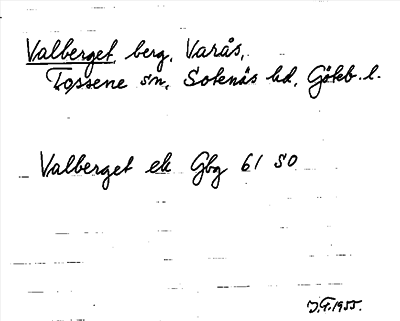 Valberget, berg, Varås,
Tossene sn, Sotenäs hd, Göteb. l.
Valberget ek Gbg 61 SO
J.F. 1955.